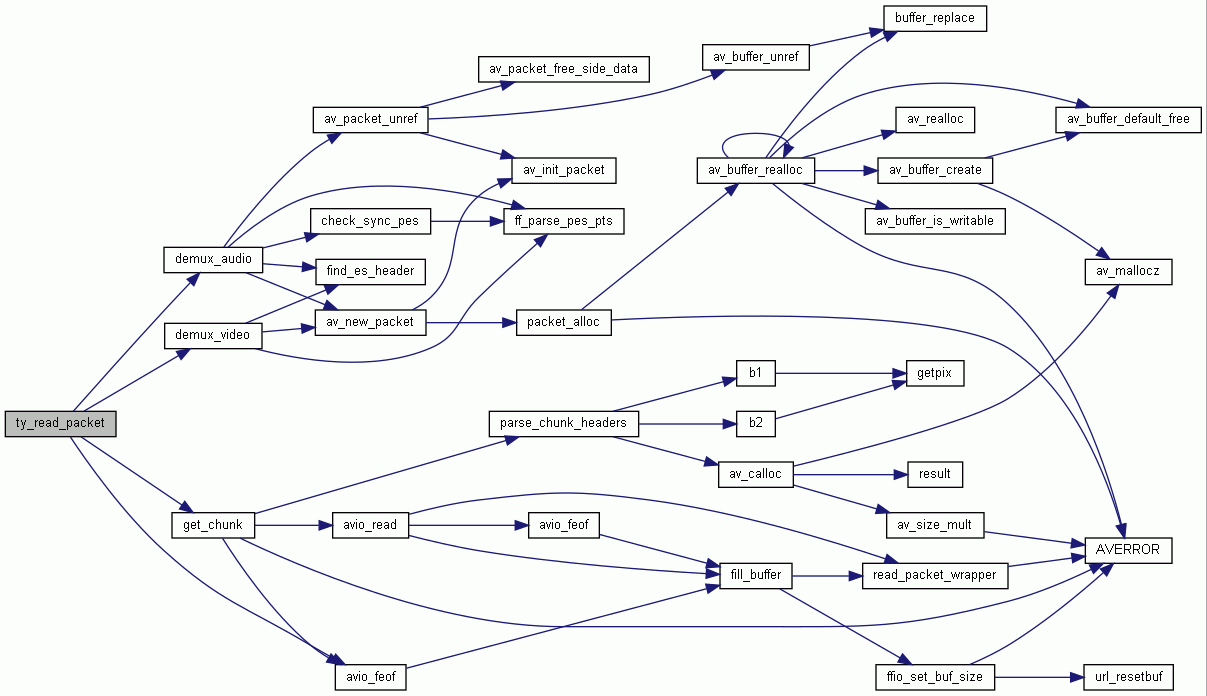 buffer_replace
av_buffer_unref
av_packet_free_side_data
av_packet_unref
av_realloc
av_buffer_default_free
av_init_packet
av_buffer_realloc
av_buffer_create
check_sync_pes
ff_parse_pes_pts
av_buffer_is_writable
demux_audio
find_es_header
av_mallocz
demux_video
av_new_packet
packet_alloc
b1
getpix
ty_read_packet
parse_chunk_headers
b2
av_calloc
result
get_chunk
avio_read
avio_feof
av_size_mult
AVERROR
fill_buffer
read_packet_wrapper
avio_feof
ffio_set_buf_size
url_resetbuf